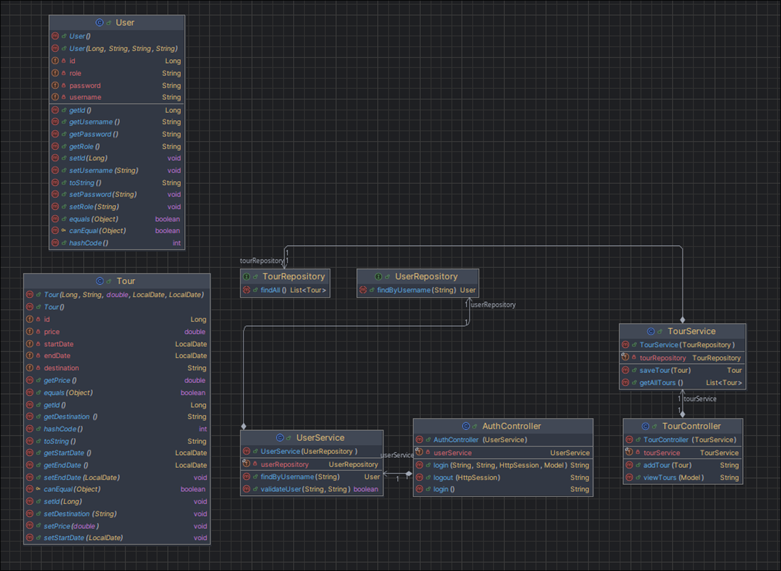 User
User()
User(Long, String, String, String)
id Long
role String
password String
username String
getId() Long
getUsername() String
getPassword() String
getRole() String
setId(Long) void
setUsername(String) void
toString() String
setPassword(String) void
setRole(String) void
equals(Object) boolean
canEqual(Object) boolean
hashCode() int
Tour
Tour(Long, String, double, LocalDate, LocalDate)
Tour()
id Long
price double
startDate LocalDate
endDate LocalDate
destination String
getPrice() double
equals(Object) boolean
getId() Long
getDestination() String
hashCode() int
toString() String
getStartDate() LocalDate
getEndDate() LocalDate
setEndDate(LocalDate) void
canEqual(Object) boolean
setId(Long) void
setDestination(String) void
setPrice(double) void
setStartDate(LocalDate) void
1
tourRepository 1
TourRepository
findAll() List<Tour>
UserRepository
findByUsername(String) User
1 userRepository
1
UserService
UserService(UserRepository)
userRepository UserRepository
findByUsername(String) User
validateUser(String, String) boolean
userService
1
1
AuthController
AuthController(UserService)
userService UserService
login(String, String, HttpSession, Model) String
logout(HttpSession) String
login() String
TourService
TourService(TourRepository)
tourRepository TourRepository
saveTour(Tour) Tour
getAllTours() List<Tour>
1 tourService
1
TourController
TourController(TourService)
tourService TourService
addTour(Tour) String
viewTours(Model) String